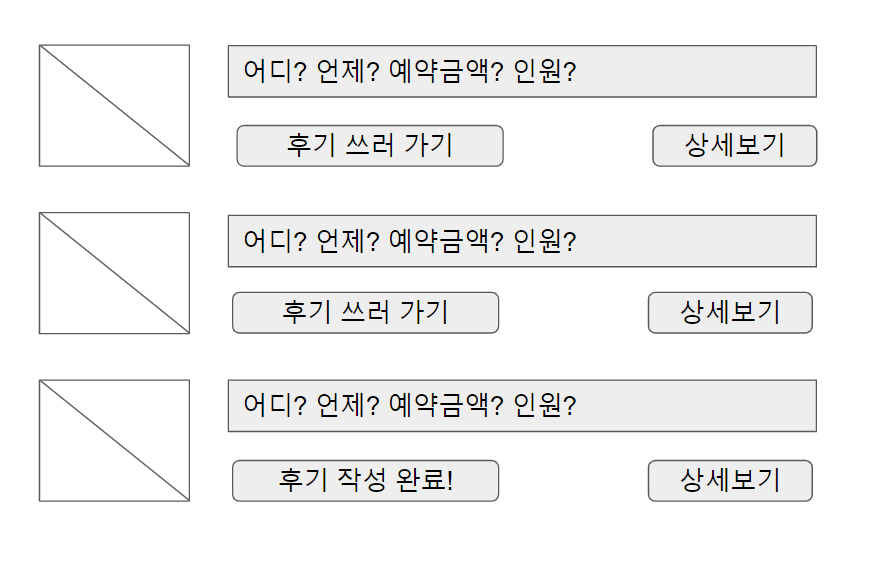 어디? 언제? 예약금액? 인원?
후기 쓰러 가기 상세보기
어디? 언제? 예약금액? 인원?
후기 쓰러 가기 상세보기
어디? 언제? 예약금액? 인원?
후기 작성 완료! 상세보기